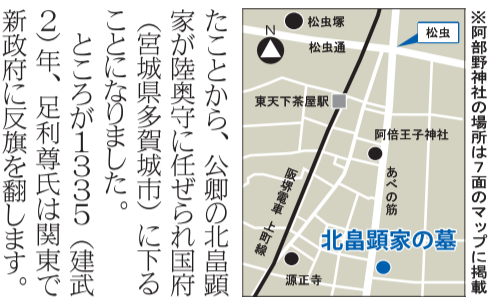 ※阿部野神社の場所は７面のマップに掲載
松虫塚
松虫
松虫通
N
東天下茶屋駅
阿倍王子神社
あべの筋
阪堺電車 上町線
北畠顕家の墓
源正寺
たことから、公卿の北畠顕
家が陸奥守に任ぜられ国府
（宮城県多賀城市）に下る
ことになりました。
ところが１３３５（建武
２）年、足利尊氏は関東で
新政府に反旗を翻します。